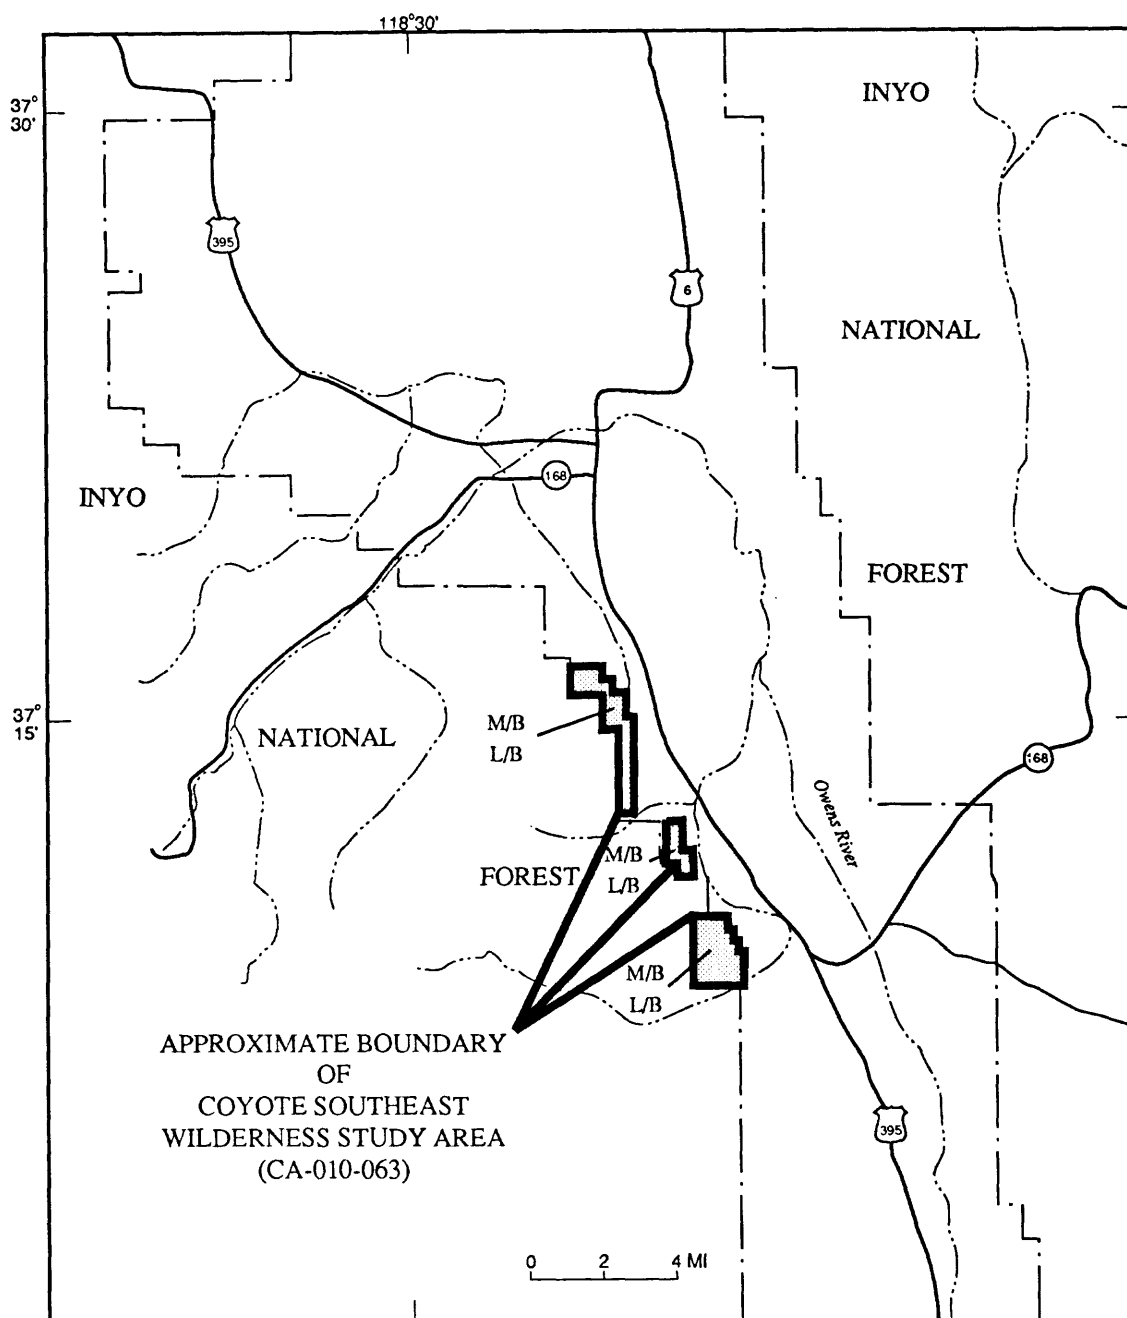 118°30'
37°
30'
INYO
395
6
NATIONAL
168
INYO
FOREST
37°
15'
M/B
L/B
NATIONAL
168
Owens River
M/B
L/B
FOREST
M/B
L/B
APPROXIMATE BOUNDARY
OF
COYOTE SOUTHEAST
WILDERNESS STUDY AREA
(CA-010-063)
395
0 2 4 MI